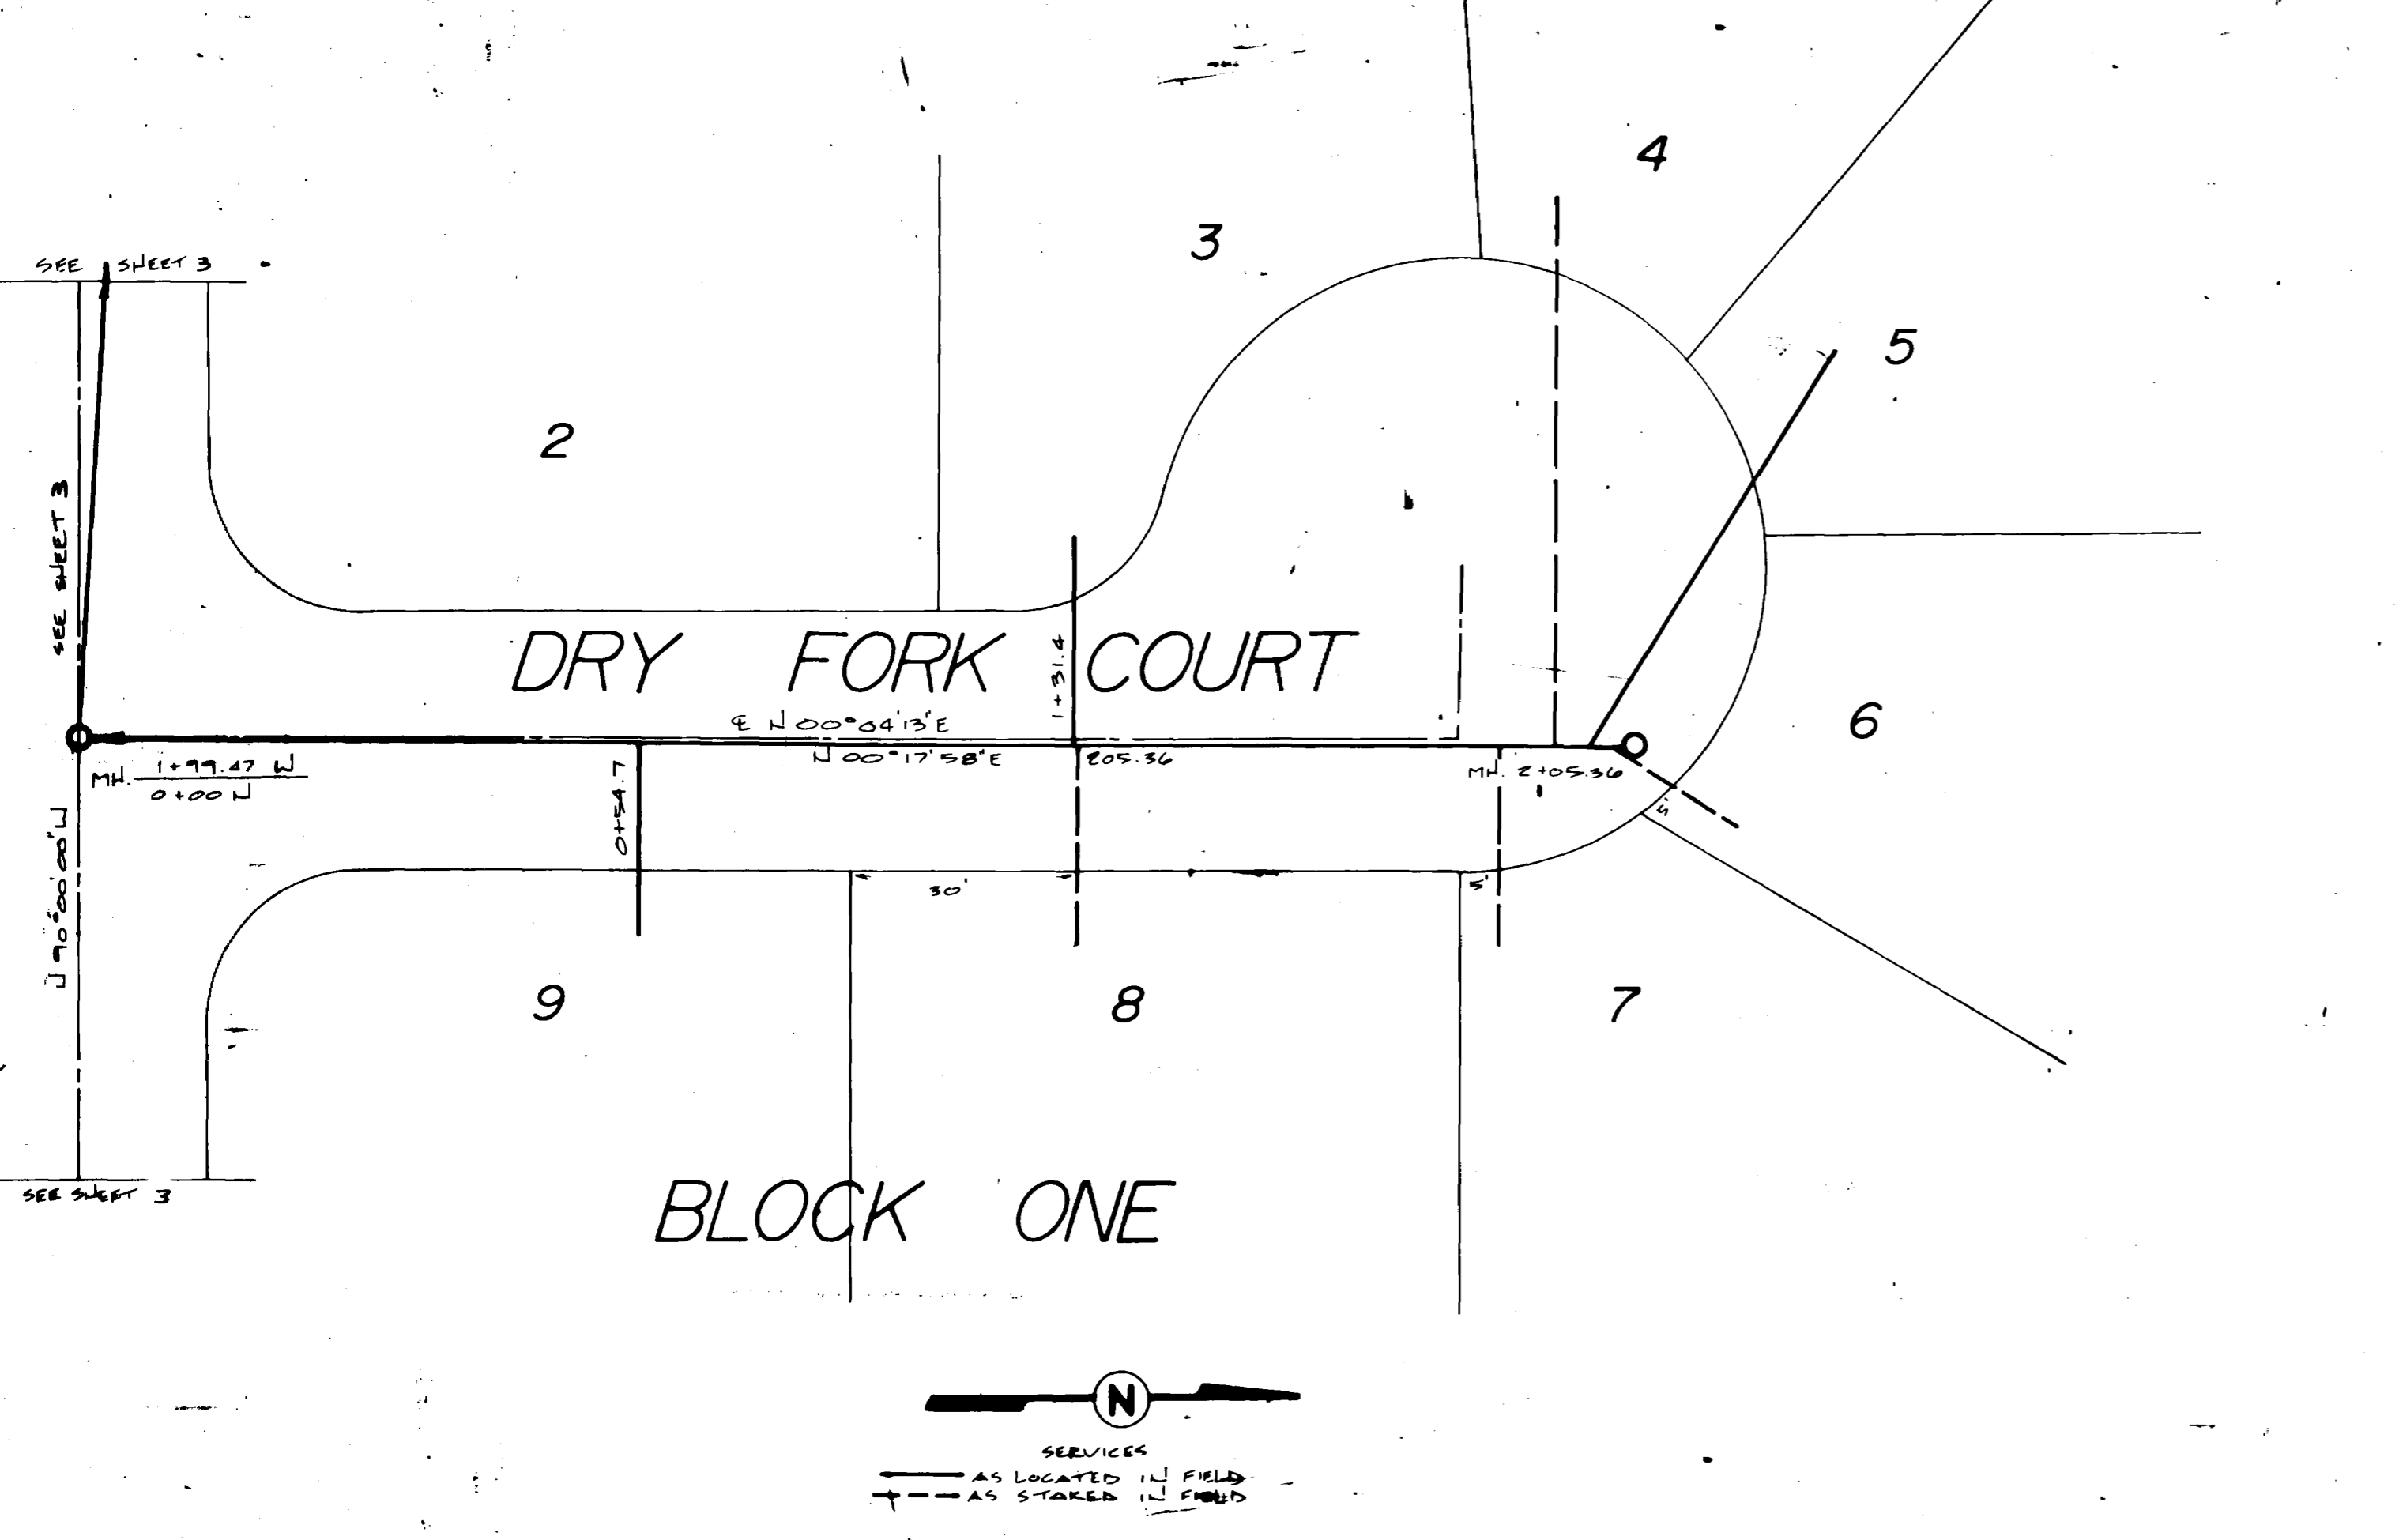 4
3
SEE SHEET 3
5
2
SEE SHEET 3
DRY FORK COURT
1+31.4
6
℄ N 00°04'13"E
N 00°17'58"E
205.36
MH. 2+05.36
MH. 1+99.47 W
0+00 N
0+54.7
5'
N 90°00'00"W
30'
5'
9
8
7
SEE SHEET 3
BLOCK ONE
N
SERVICES
AS LOCATED IN FIELD
AS STAKED IN FIELD